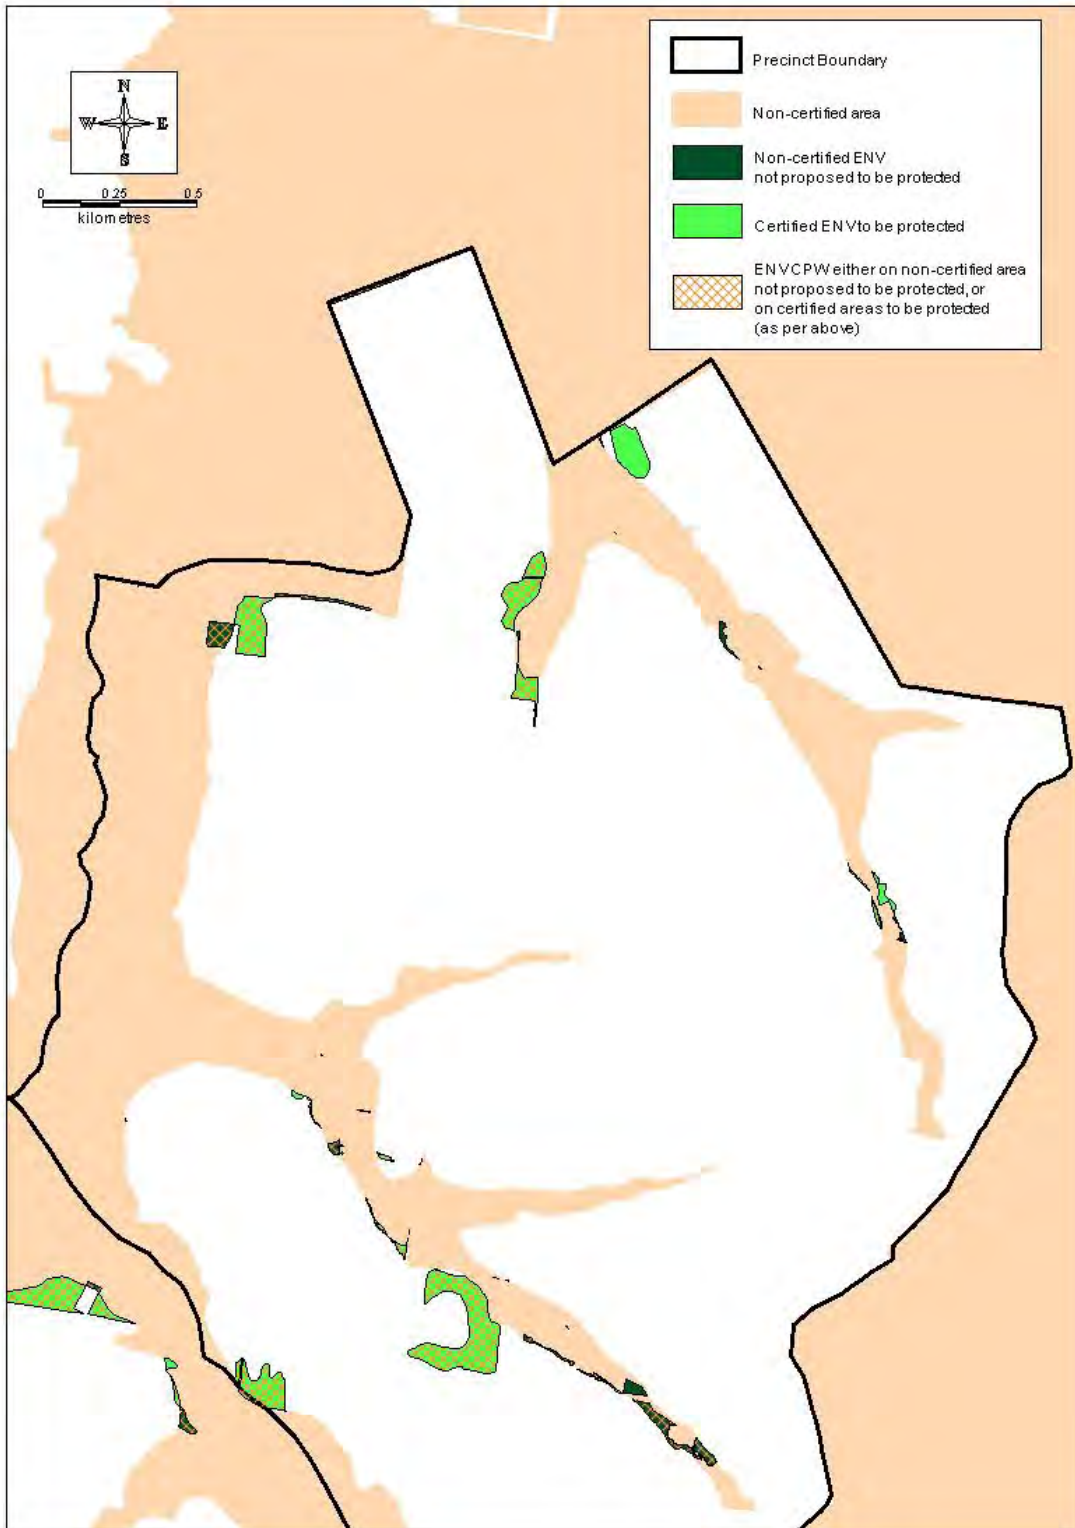 N
W E
S
0 0.25 0.5
kilometres
Precinct Boundary
Non-certified area
Non-certified ENV
not proposed to be protected
Certified ENV to be protected
ENV CPW either on non-certified area
not proposed to be protected, or
on certified areas to be protected
(as per above)